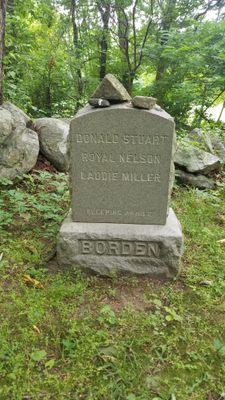 DONALD STUART
ROYAL NELSON
LADDIE MILLER
SLEEPING
BORDEN